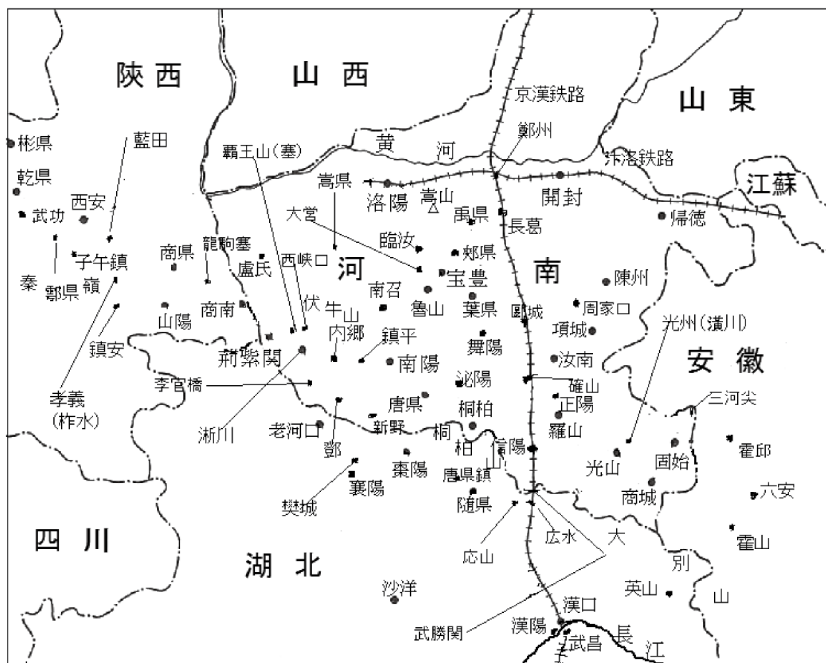 陝西
山西
山東
京漢鉄路
藍田
覇王山(塞)
黄
河
鄭州
汴洛鉄路
彬県
江蘇
乾県
嵩県
洛陽
嵩山
開封
武功
西安
大営
禹県
長葛
帰徳
子午鎮
商県
龍駒塞
盧氏
西峡口
河
臨汝
郟県
南
秦
鄠県
嶺
宝豊
陳州
伏
牛
山
南召
魯山
葉県
郾城
周家口
光州(潢川)
山陽
商南
項城
鎮安
荊紫関
内郷
鎮平
南陽
舞陽
汝南
安徽
孝義
(柞水)
李官橋
泌陽
確山
三河尖
淅川
唐県
正陽
老河口
鄧
新野
桐柏
羅山
桐
柏
山
信陽
棗陽
光山
固始
霍邱
襄陽
唐県鎮
樊城
随県
商城
六安
四川
湖北
応山
広水
大
別
山
霍山
沙洋
英山
武勝関
漢口
漢陽
武昌
長
江